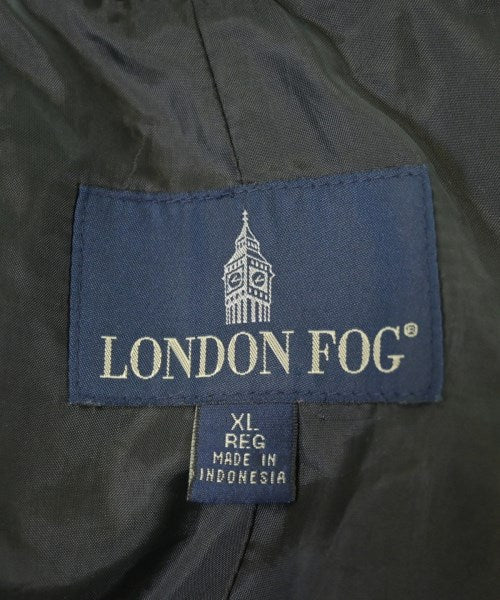 LONDON FOG®
XL
REG
MADE IN
INDONESIA